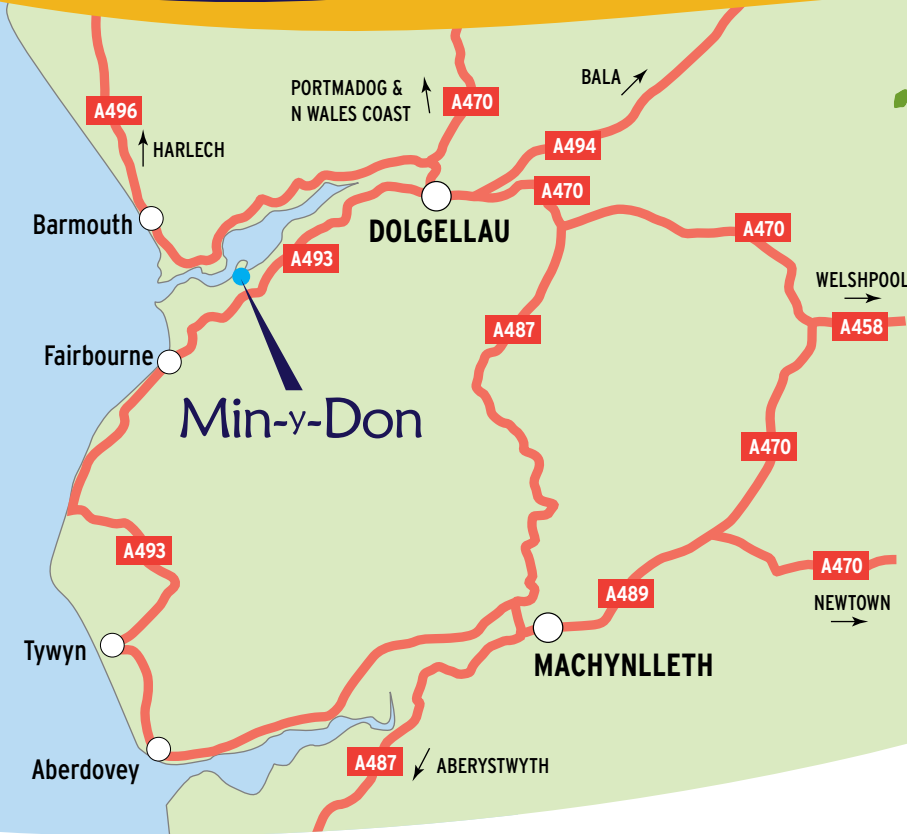 PORTMADOG &
N WALES COAST
A470
BALA
A496
HARLECH
A494
A470
Barmouth
DOLGELLAU
A470
A493
WELSHPOOL
A458
A487
Fairbourne
Min-y-Don
A470
A493
A470
A489
NEWTOWN
Tywyn
MACHYNLLETH
Aberdovey
A487
ABERYSTWYTH